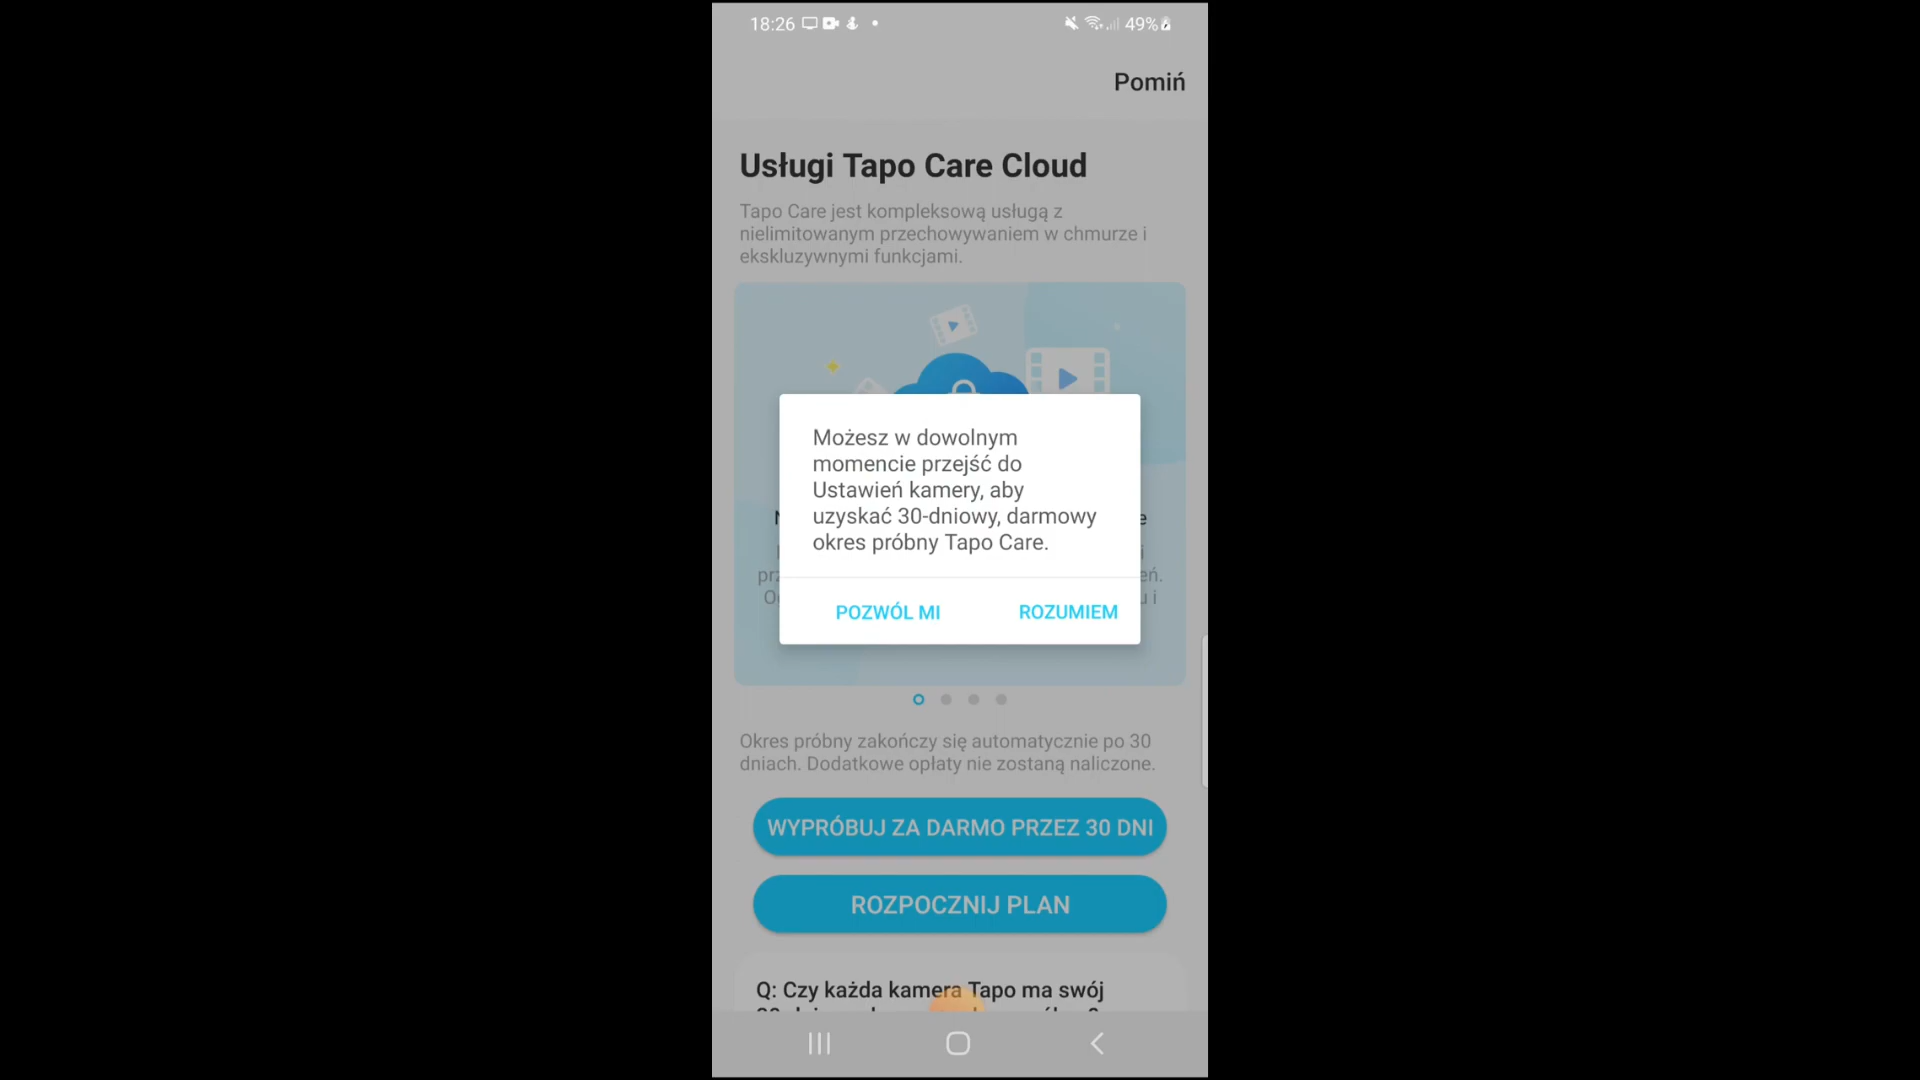 18:26
49%
Pomiń
Usługi Tapo Care Cloud
Tapo Care jest kompleksową usługą z
nielimitowanym przechowywaniem w chmurze i
ekskluzywnymi funkcjami.
Możesz w dowolnym
momencie przejść do
Ustawień kamery, aby
uzyskać 30-dniowy, darmowy
okres próbny Tapo Care.
POZWÓL MI
ROZUMIEM
Okres próbny zakończy się automatycznie po 30
dniach. Dodatkowe opłaty nie zostaną naliczone.
WYPRÓBUJ ZA DARMO PRZEZ 30 DNI
ROZPOCZNIJ PLAN
Q: Czy każda kamera Tapo ma swój